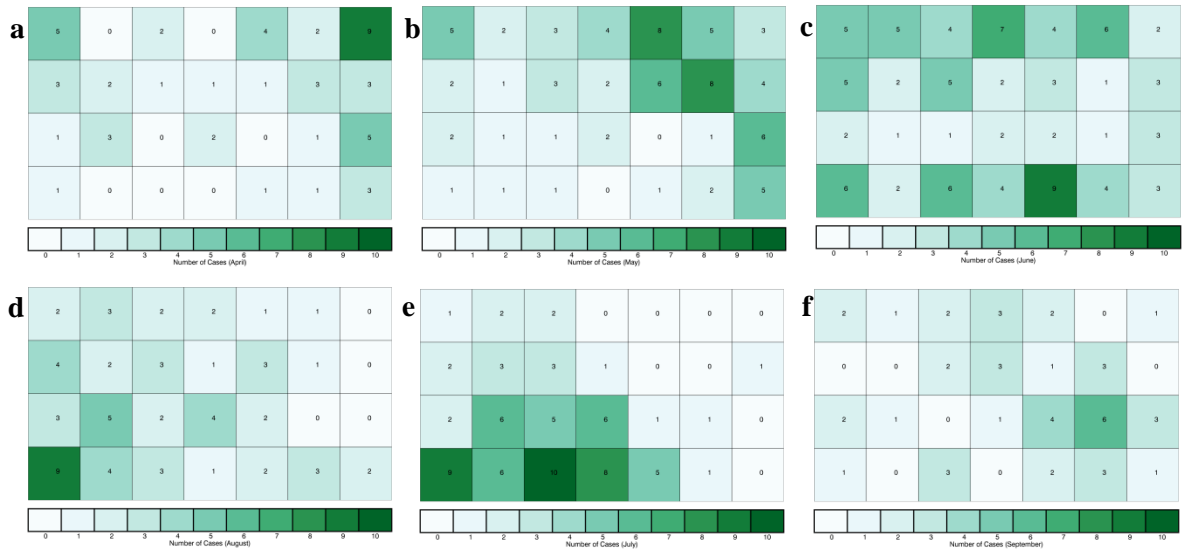 a
5 0 2 0 4 2 9
3 2 1 1 1 3 3
1 3 0 2 0 1 5
1 0 0 0 1 1 3
0 1 2 3 4 5 6 7 8 9 10
Number of Cases (April)
b
5 2 3 4 8 5 3
2 1 3 2 6 8 4
2 1 1 2 0 1 6
1 1 1 0 1 2 5
0 1 2 3 4 5 6 7 8 9 10
Number of Cases (May)
c
5 5 4 7 4 6 2
5 2 5 2 3 1 3
2 1 1 2 2 1 3
6 2 6 4 9 4 3
0 1 2 3 4 5 6 7 8 9 10
Number of Cases (June)
d
2 3 2 2 1 1 0
4 2 3 1 3 1 0
3 5 2 4 2 0 0
9 4 3 1 2 3 2
0 1 2 3 4 5 6 7 8 9 10
Number of Cases (August)
e
1 2 2 0 0 0 0
2 3 3 1 0 0 1
2 6 5 6 1 1 0
9 6 10 8 5 1 0
0 1 2 3 4 5 6 7 8 9 10
Number of Cases (July)
f
2 1 2 3 2 0 1
0 0 2 3 1 3 0
2 1 0 1 4 6 3
1 0 3 0 2 3 1
0 1 2 3 4 5 6 7 8 9 10
Number of Cases (September)